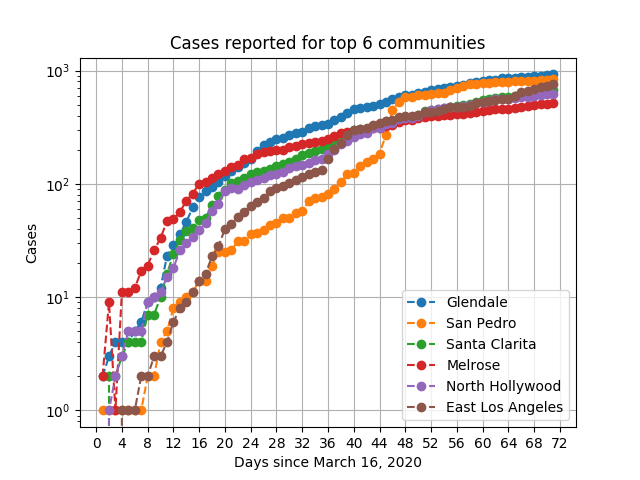 Cases reported for top 6 communities
Cases
10³
10²
10¹
10⁰
Glendale
San Pedro
Santa Clarita
Melrose
North Hollywood
East Los Angeles
0 4 8 12 16 20 24 28 32 36 40 44 48 52 56 60 64 68 72
Days since March 16, 2020